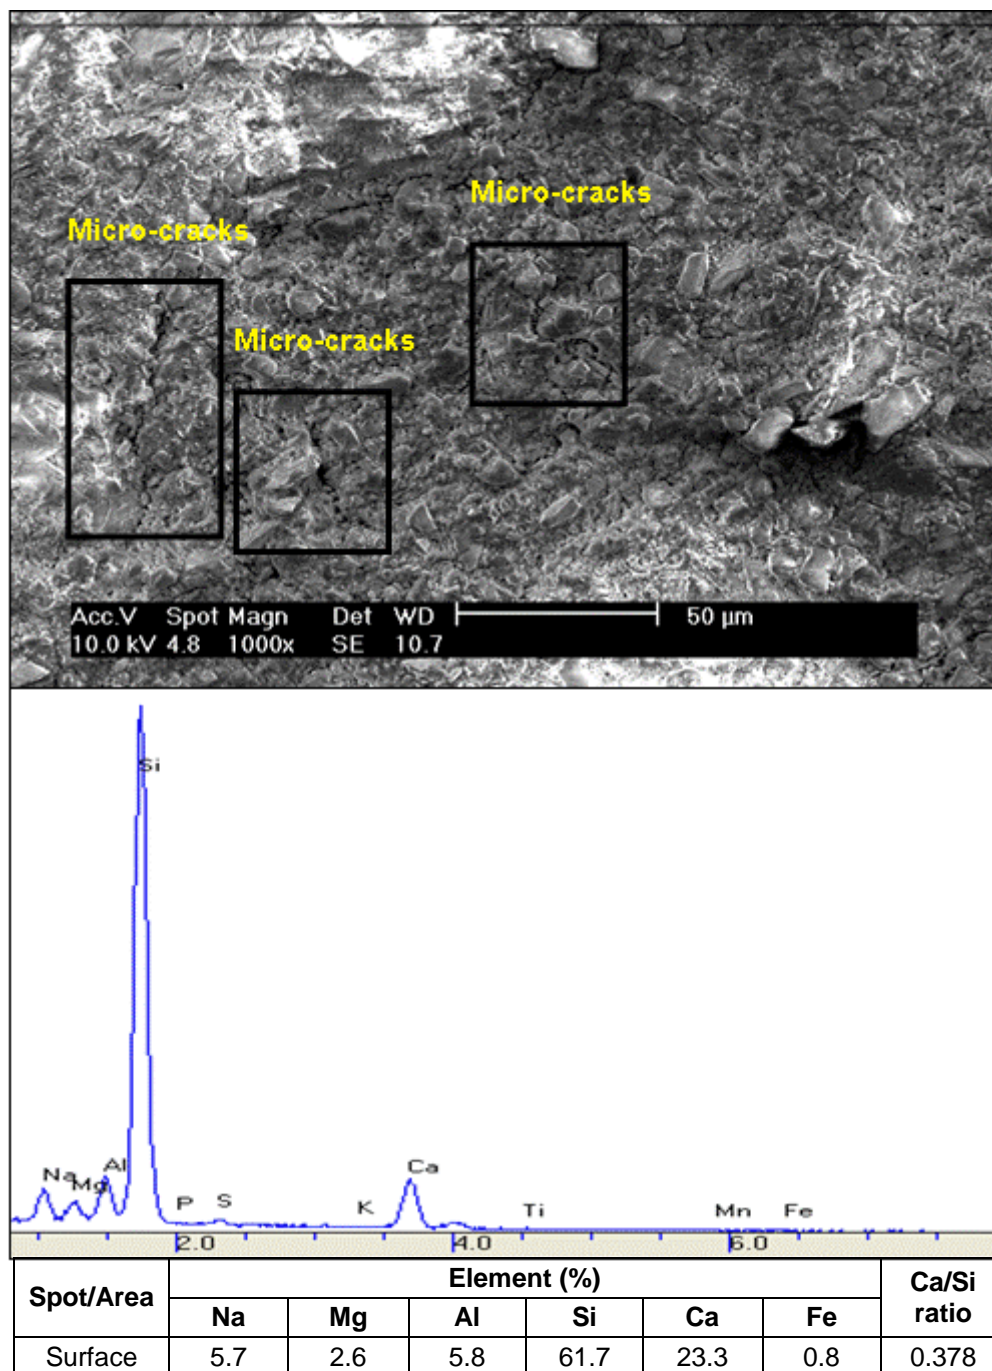 Micro-cracks
Micro-cracks
Micro-cracks
Acc.V Spot Magn Det WD 50 µm
10.0 kV 4.8 1000x SE 10.7
Si
Na Mg Al P S K Ca Ti Mn Fe
2.0 4.0 6.0
Spot/Area Element (%) Ca/Si ratio
Na Mg Al Si Ca Fe
Surface 5.7 2.6 5.8 61.7 23.3 0.8 0.378